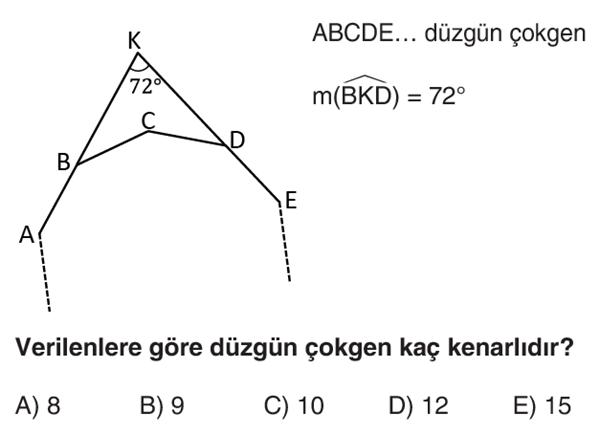 ABCDE... düzgün çokgen
m(BKD) = 72°
K
72°
C
D
B
E
A
Verilenlere göre düzgün çokgen kaç kenarlıdır?
A) 8 B) 9 C) 10 D) 12 E) 15